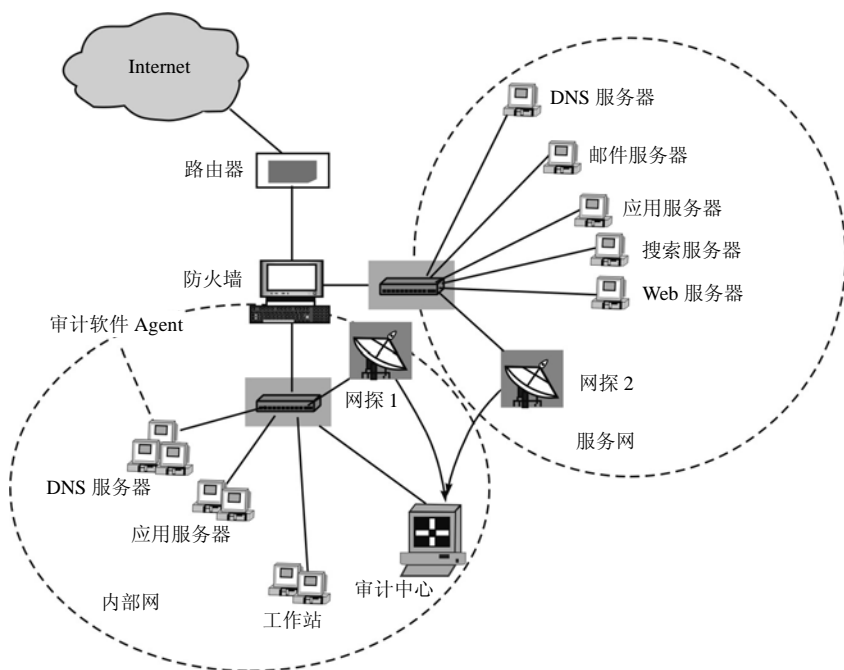 Internet
DNS 服务器
邮件服务器
路由器
应用服务器
搜索服务器
防火墙
Web 服务器
审计软件 Agent
网探 1
网探 2
服务网
DNS 服务器
应用服务器
审计中心
内部网
工作站